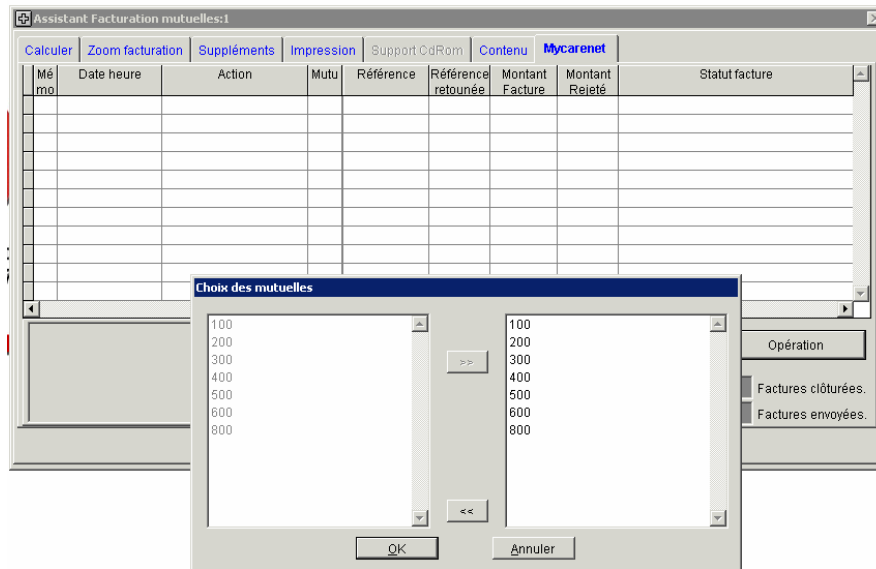 Assistant Facturation mutuelles:1
Calculer Zoom facturation Suppléments Impression Support CdRom Contenu Mycarenet
Mé mo Date heure Action Mutu Référence Référence retounée Montant Facture Montant Rejeté Statut facture
Choix des mutuelles
100 100
200 200
300 >> 300
400 400
500 500
600 600
800 800
<<
OK Annuler
Opération
Factures clôturées.
Factures envoyées.